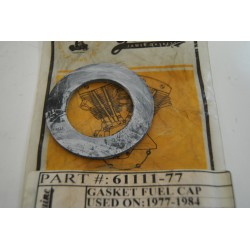 PART #: 61111-77
GASKET FUEL CAP
USED ON: 1977-1984